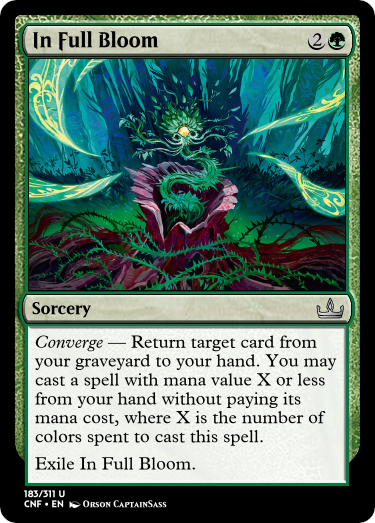 In Full Bloom 2
Sorcery
Converge — Return target card from
your graveyard to your hand. You may
cast a spell with mana value X or less
from your hand without paying its
mana cost, where X is the number of
colors spent to cast this spell.
Exile In Full Bloom.
183/311 U
CNF • EN Orson CaptainSass